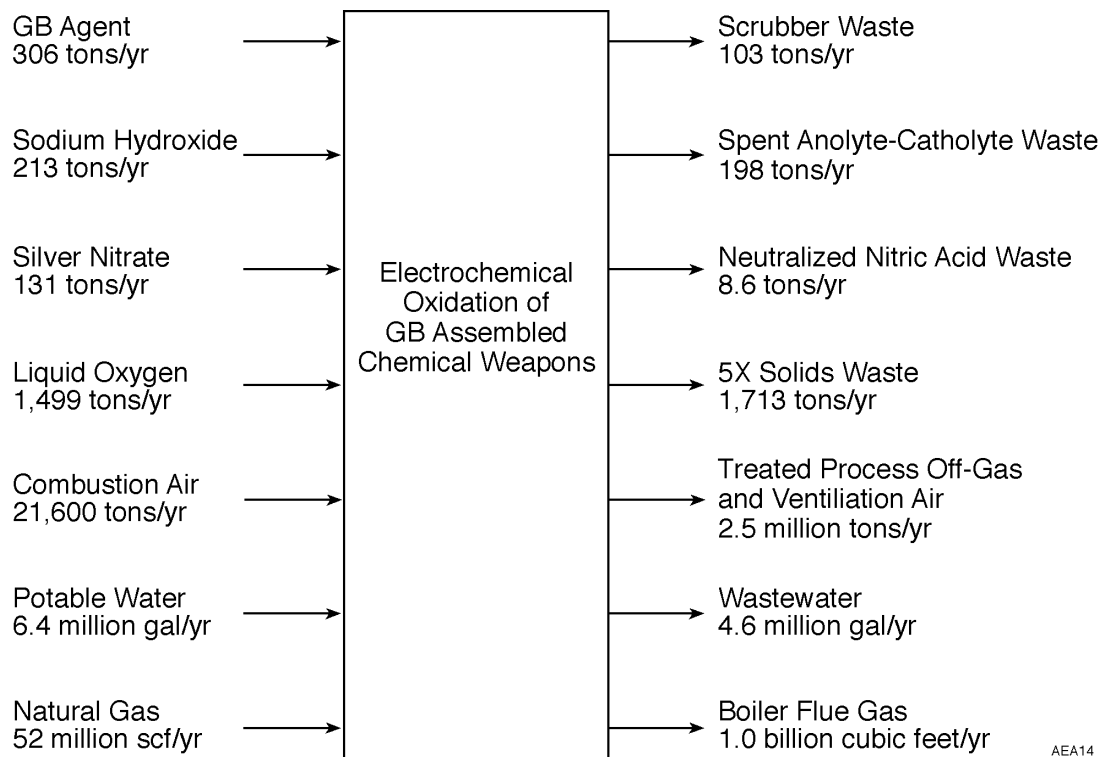 GB Agent
306 tons/yr
Sodium Hydroxide
213 tons/yr
Silver Nitrate
131 tons/yr
Liquid Oxygen
1,499 tons/yr
Combustion Air
21,600 tons/yr
Potable Water
6.4 million gal/yr
Natural Gas
52 million scf/yr
Electrochemical
Oxidation of
GB Assembled
Chemical Weapons
Scrubber Waste
103 tons/yr
Spent Anolyte-Catholyte Waste
198 tons/yr
Neutralized Nitric Acid Waste
8.6 tons/yr
5X Solids Waste
1,713 tons/yr
Treated Process Off-Gas
and Ventiliation Air
2.5 million tons/yr
Wastewater
4.6 million gal/yr
Boiler Flue Gas
1.0 billion cubic feet/yr
AEA14